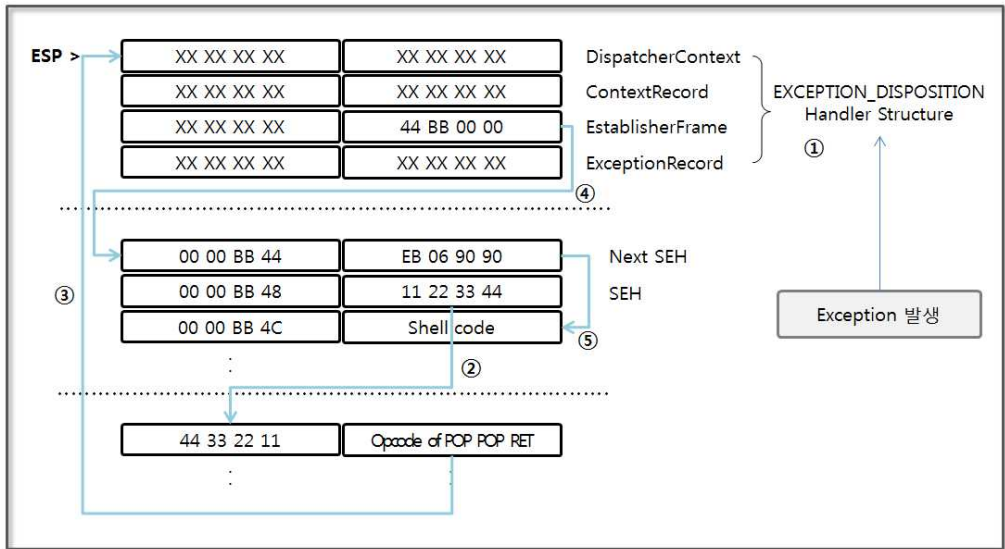 ESP > XX XX XX XX XX XX XX XX DispatcherContext
XX XX XX XX XX XX XX XX ContextRecord
XX XX XX XX 44 BB 00 00 EstablisherFrame
XX XX XX XX XX XX XX XX ExceptionRecord
EXCEPTION_DISPOSITION
Handler Structure
①
④
00 00 BB 44 EB 06 90 90 Next SEH
00 00 BB 48 11 22 33 44 SEH
00 00 BB 4C Shell code
③
⑤
②
Exception 발생
44 33 22 11 Opcode of POP POP RET